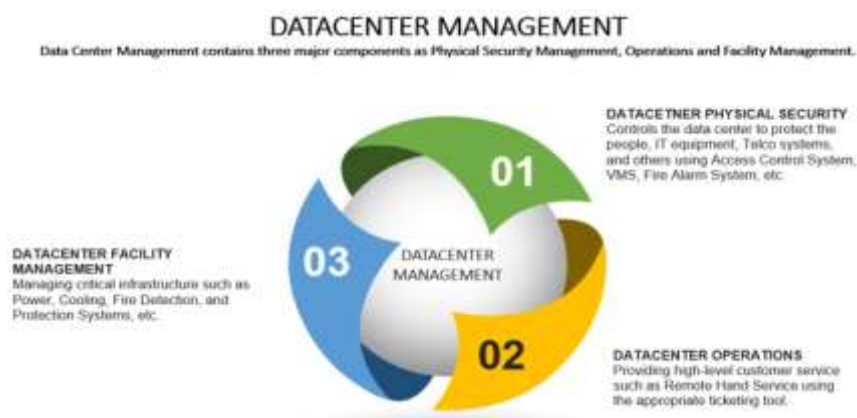 DATACENTER MANAGEMENT
Data Center Management contains three major components as Physical Security Management, Operations and Facility Management.
DATACETNER PHYSICAL SECURITY
Controls the data center to protect the
people, IT equipment, Telco systems,
and others using Access Control System,
VMS, Fire Alarm System, etc
01
DATACENTER FACILITY
MANAGEMENT
Managing critical infrastructure such as
Power, Cooling, Fire Detection, and
Protection Systems, etc.
03
DATACENTER
MANAGEMENT
02
DATACENTER OPERATIONS
Providing high-level customer service
such as Remote Hand Service using
the appropriate ticketing tool.